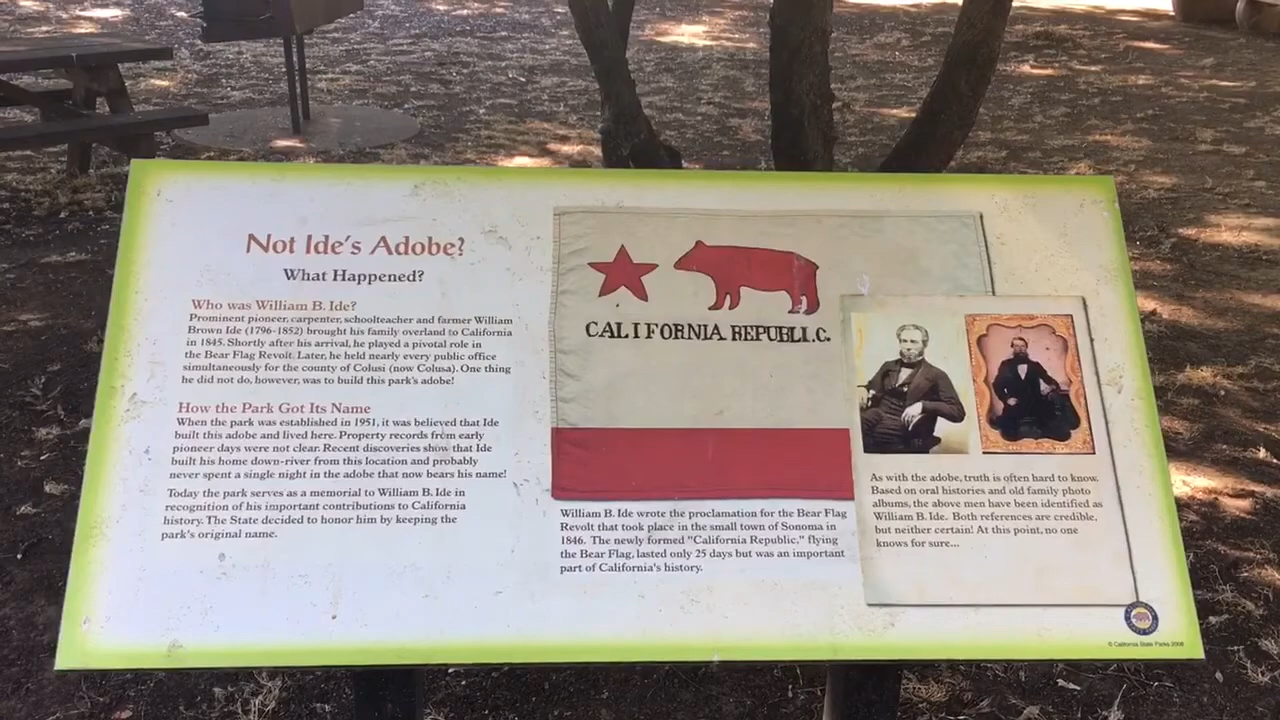 Not Ide's Adobe?
What Happened?
Who was William B. Ide?
Prominent pioneer, carpenter, schoolteacher and farmer William
Brown Ide (1796-1852) brought his family overland to California
in 1845. Shortly after his arrival, he played a pivotal role in
the Bear Flag Revolt. Later, he held nearly every public office
simultaneously for the county of Colusi (now Colusa). One thing
he did not do, however, was to build this park's adobe!
How the Park Got Its Name
When the park was established in 1951, it was believed that Ide
built this adobe and lived here. Property records from early
pioneer days were not clear. Recent discoveries show that Ide
built his home down-river from this location and probably
never spent a single night in the adobe that now bears his name!
Today the park serves as a memorial to William B. Ide in
recognition of his important contributions to California
history. The State decided to honor him by keeping the
park's original name.
CALIFORNIA REPUBLIC.
William B. Ide wrote the proclamation for the Bear Flag
Revolt that took place in the small town of Sonoma in
1846. The newly formed "California Republic," flying
the Bear Flag, lasted only 25 days but was an important
part of California's history.
As with the adobe, truth is often hard to know.
Based on oral histories and old family photo
albums, the above men have been identified as
William B. Ide. Both references are credible,
but neither certain! At this point, no one
knows for sure...
© California State Parks 2008